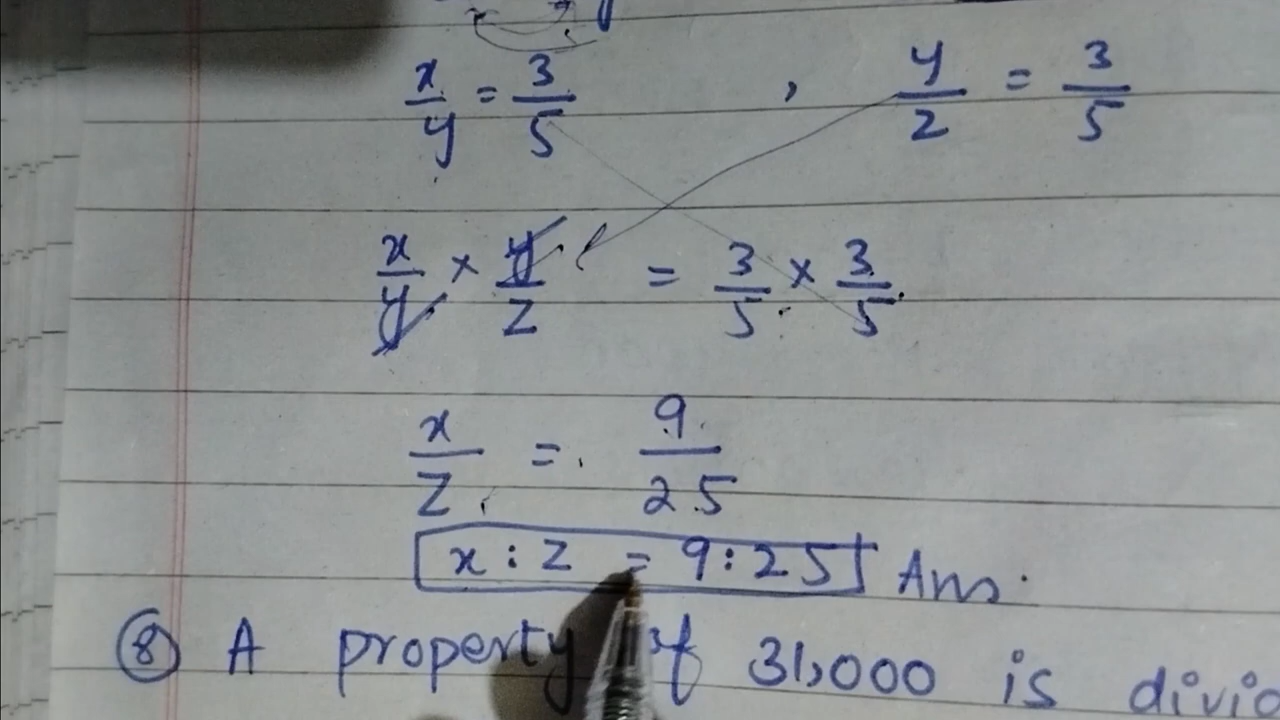 x/y = 3/5 , y/z = 3/5
x/y × y/z = 3/5 × 3/5
x/z = 9/25
x : z = 9 : 25 Ans.
⑧ A property of 31,000 is divid